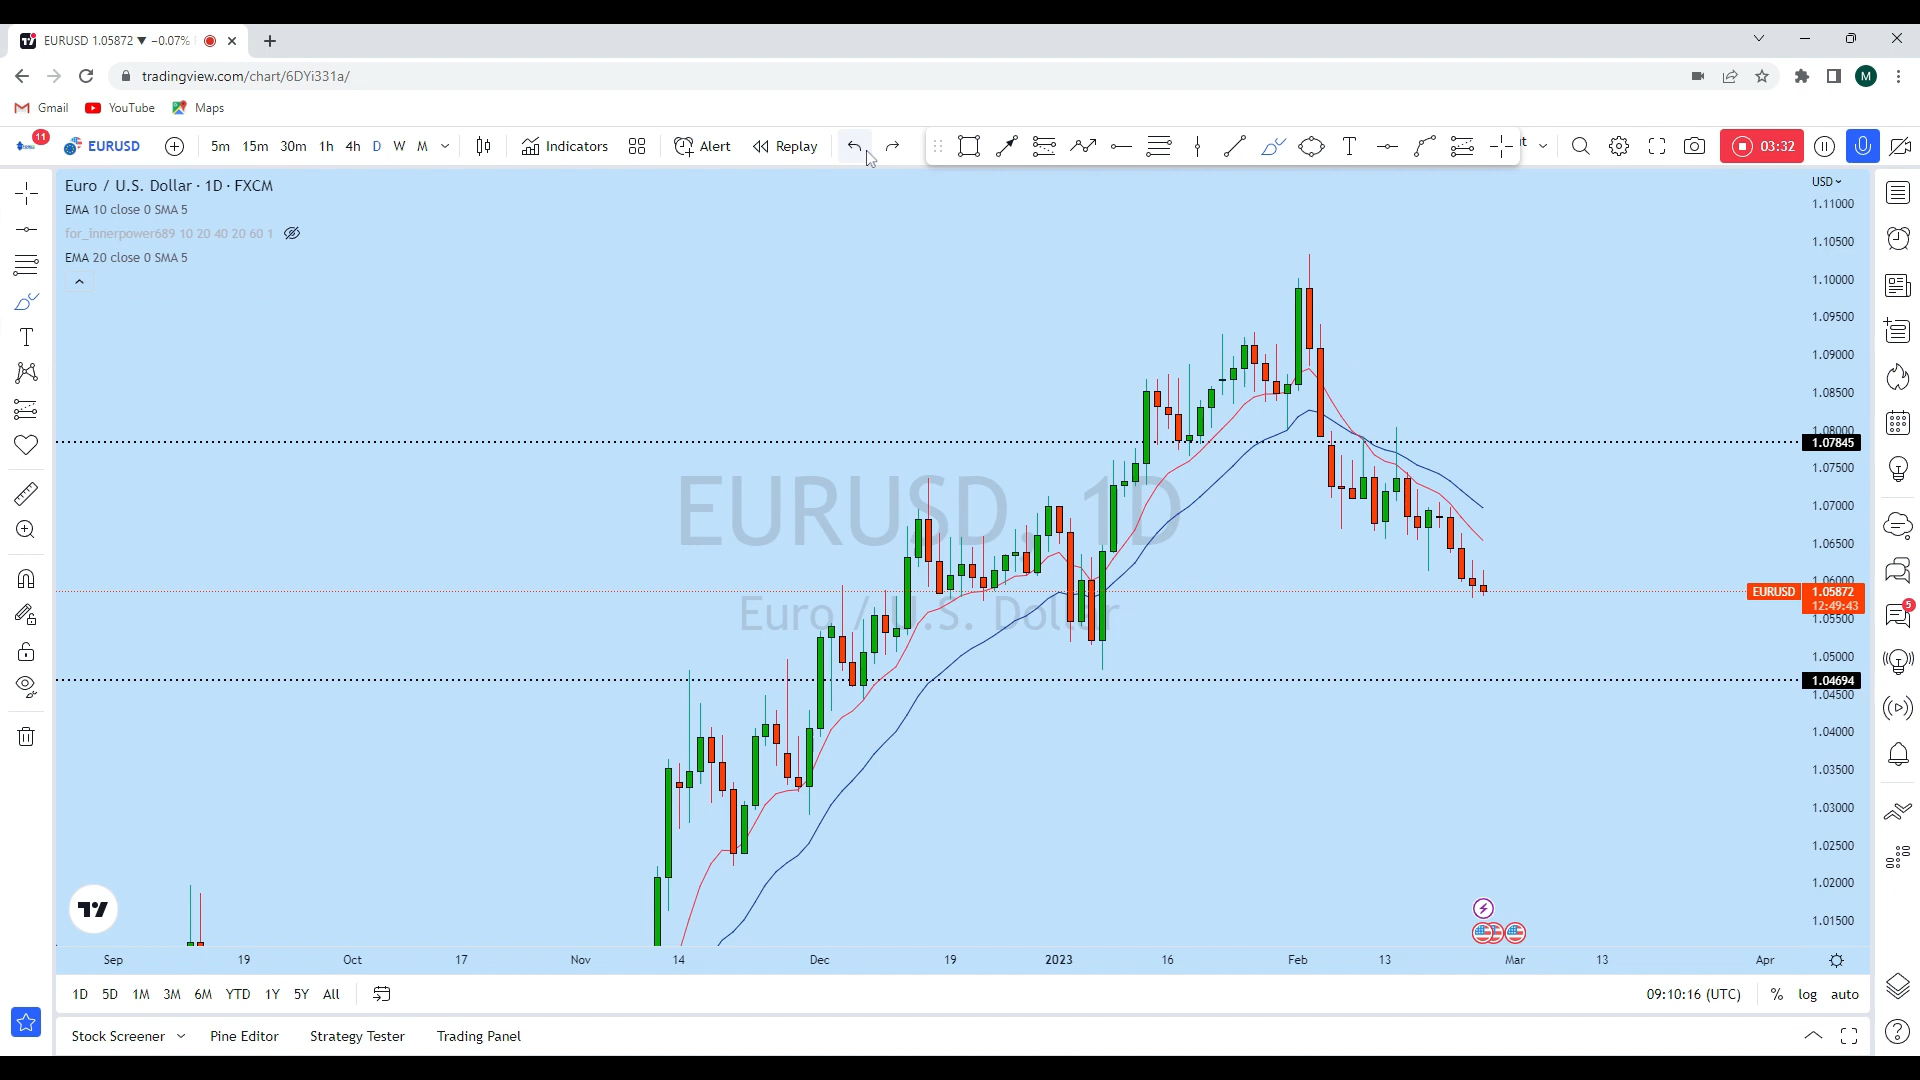 EURUSD 1.05872 ▼ −0.07%
tradingview.com/chart/6DYi331a/
M
Gmail YouTube Maps
11
EURUSD 5m 15m 30m 1h 4h D W M Indicators Alert Replay T 03:32
Euro / U.S. Dollar · 1D · FXCM
EMA 10 close 0 SMA 5
for_innerpower689 10 20 40 20 60 1
EMA 20 close 0 SMA 5
USD
1.11000
1.10500
1.10000
1.09500
1.09000
1.08500
1.08000
1.07845
1.07500
1.07000
1.06500
1.06000
EURUSD 1.05872
12:49:43
1.05500
1.05000
1.04694
1.04500
1.04000
1.03500
1.03000
1.02500
1.02000
1.01500
EURUSD, 1D
Euro / U.S. Dollar
5
Sep 19 Oct 17 Nov 14 Dec 19 2023 16 Feb 13 Mar 13 Apr
1D 5D 1M 3M 6M YTD 1Y 5Y All 09:10:16 (UTC) % log auto
Stock Screener Pine Editor Strategy Tester Trading Panel